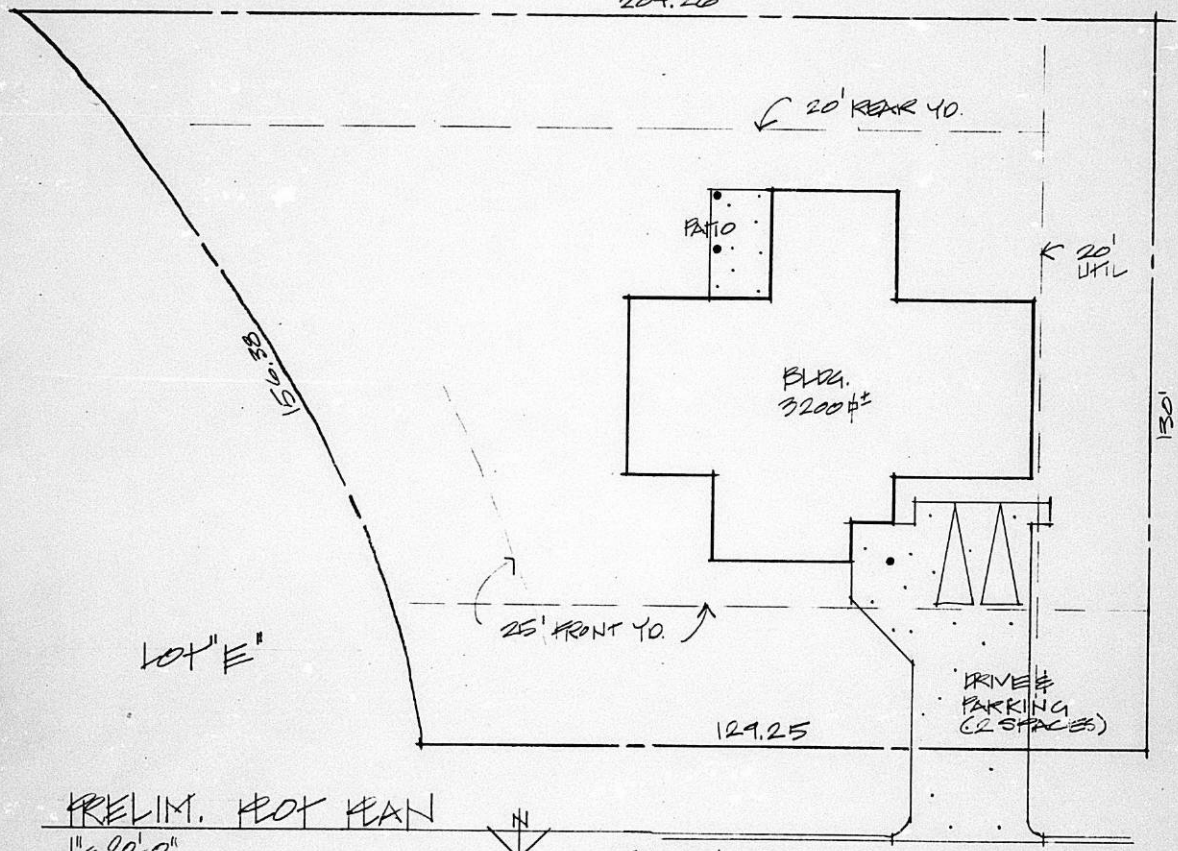 20' REAR YD.
PATIO
20'
UTIL
156.38
BLDG.
3200 ⌗±
130'
25' FRONT YD.
LOT "E"
DRIVE &
PARKING
(2 SPACES)
129.25
PRELIM. PLOT PLAN
N